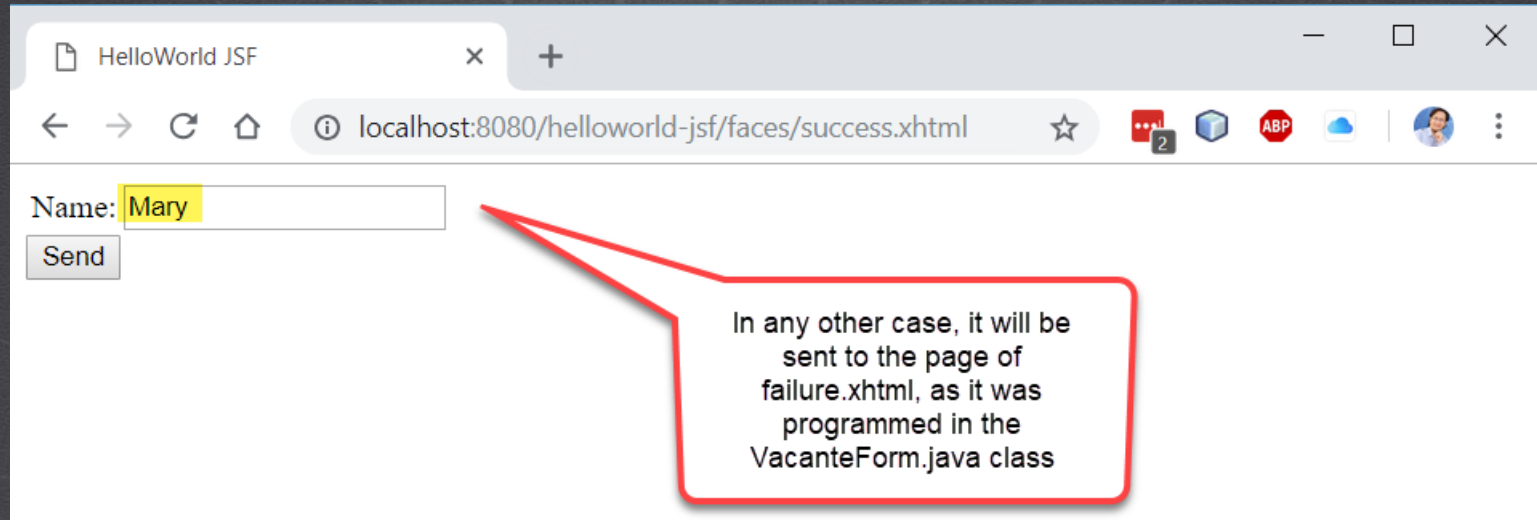 HelloWorld JSF
localhost:8080/helloworld-jsf/faces/success.xhtml
2
ABP
Name: Mary
Send
In any other case, it will be
sent to the page of
failure.xhtml, as it was
programmed in the
VacanteForm.java class